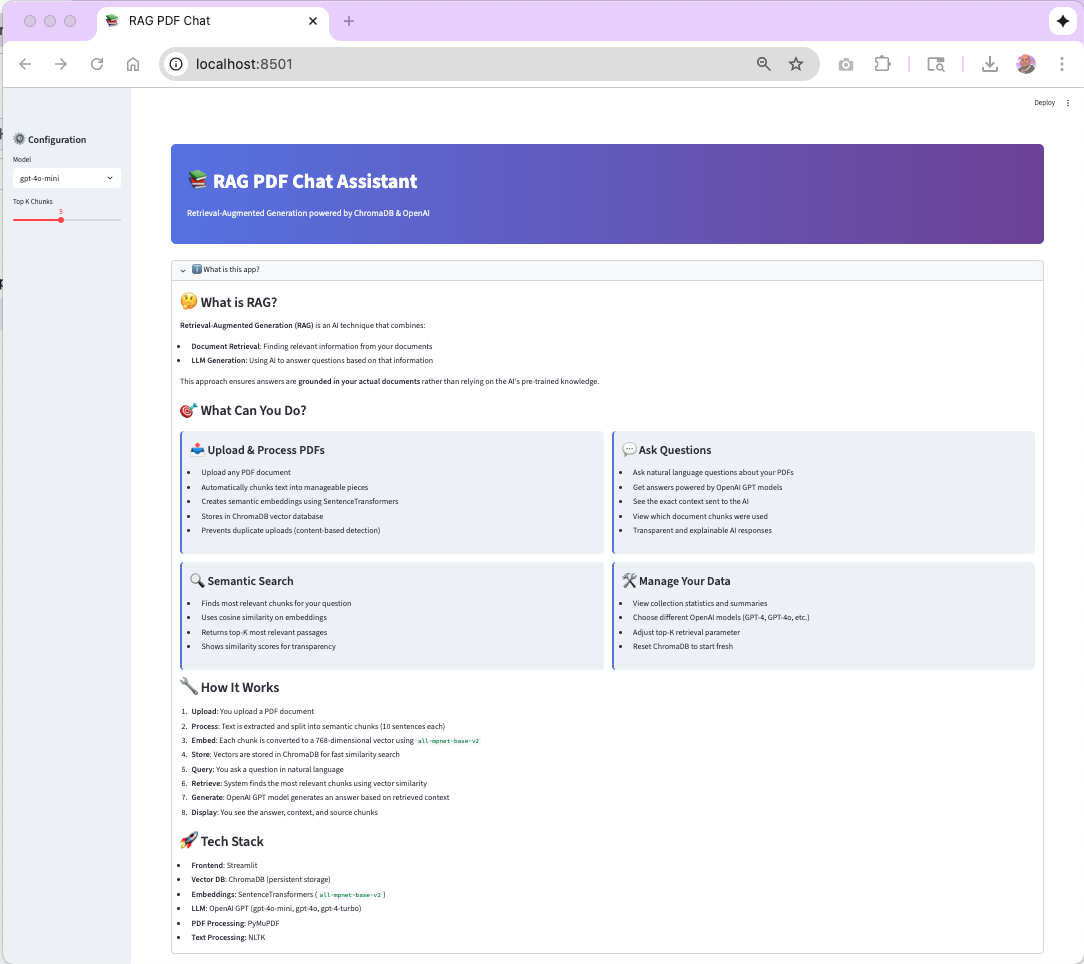 RAG PDF Chat
localhost:8501
Deploy
Configuration
Model
gpt-4o-mini
Top K Chunks
5
RAG PDF Chat Assistant
Retrieval-Augmented Generation powered by ChromaDB & OpenAI
What is this app?
What is RAG?
Retrieval-Augmented Generation (RAG) is an AI technique that combines:
Document Retrieval: Finding relevant information from your documents
LLM Generation: Using AI to answer questions based on that information
This approach ensures answers are grounded in your actual documents rather than relying on the AI's pre-trained knowledge.
What Can You Do?
Upload & Process PDFs
Upload any PDF document
Automatically chunks text into manageable pieces
Creates semantic embeddings using SentenceTransformers
Stores in ChromaDB vector database
Prevents duplicate uploads (content-based detection)
Ask Questions
Ask natural language questions about your PDFs
Get answers powered by OpenAI GPT models
See the exact context sent to the AI
View which document chunks were used
Transparent and explainable AI responses
Semantic Search
Finds most relevant chunks for your question
Uses cosine similarity on embeddings
Returns top-K most relevant passages
Shows similarity scores for transparency
Manage Your Data
View collection statistics and summaries
Choose different OpenAI models (GPT-4, GPT-4o, etc.)
Adjust top-K retrieval parameter
Reset ChromaDB to start fresh
How It Works
1. Upload: You upload a PDF document
2. Process: Text is extracted and split into semantic chunks (10 sentences each)
3. Embed: Each chunk is converted to a 768-dimensional vector using all-mpnet-base-v2
4. Store: Vectors are stored in ChromaDB for fast similarity search
5. Query: You ask a question in natural language
6. Retrieve: System finds the most relevant chunks using vector similarity
7. Generate: OpenAI GPT model generates an answer based on retrieved context
8. Display: You see the answer, context, and source chunks
Tech Stack
Frontend: Streamlit
Vector DB: ChromaDB (persistent storage)
Embeddings: SentenceTransformers ( all-mpnet-base-v2 )
LLM: OpenAI GPT (gpt-4o-mini, gpt-4o, gpt-4-turbo)
PDF Processing: PyMuPDF
Text Processing: NLTK